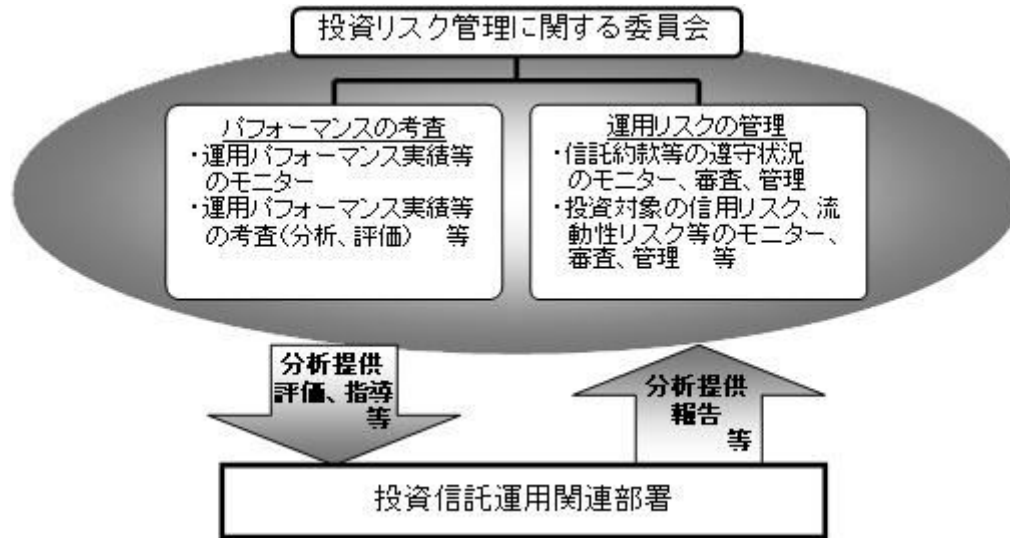 投資リスク管理に関する委員会
パフォーマンスの考査
・運用パフォーマンス実績等
のモニター
・運用パフォーマンス実績等
の考査(分析、評価) 等
運用リスクの管理
・信託約款等の遵守状況
のモニター、審査、管理
・投資対象の信用リスク、流
動性リスク等のモニター、
審査、管理 等
分析提供
評価、指導
等
分析提供
報告
等
投資信託運用関連部署